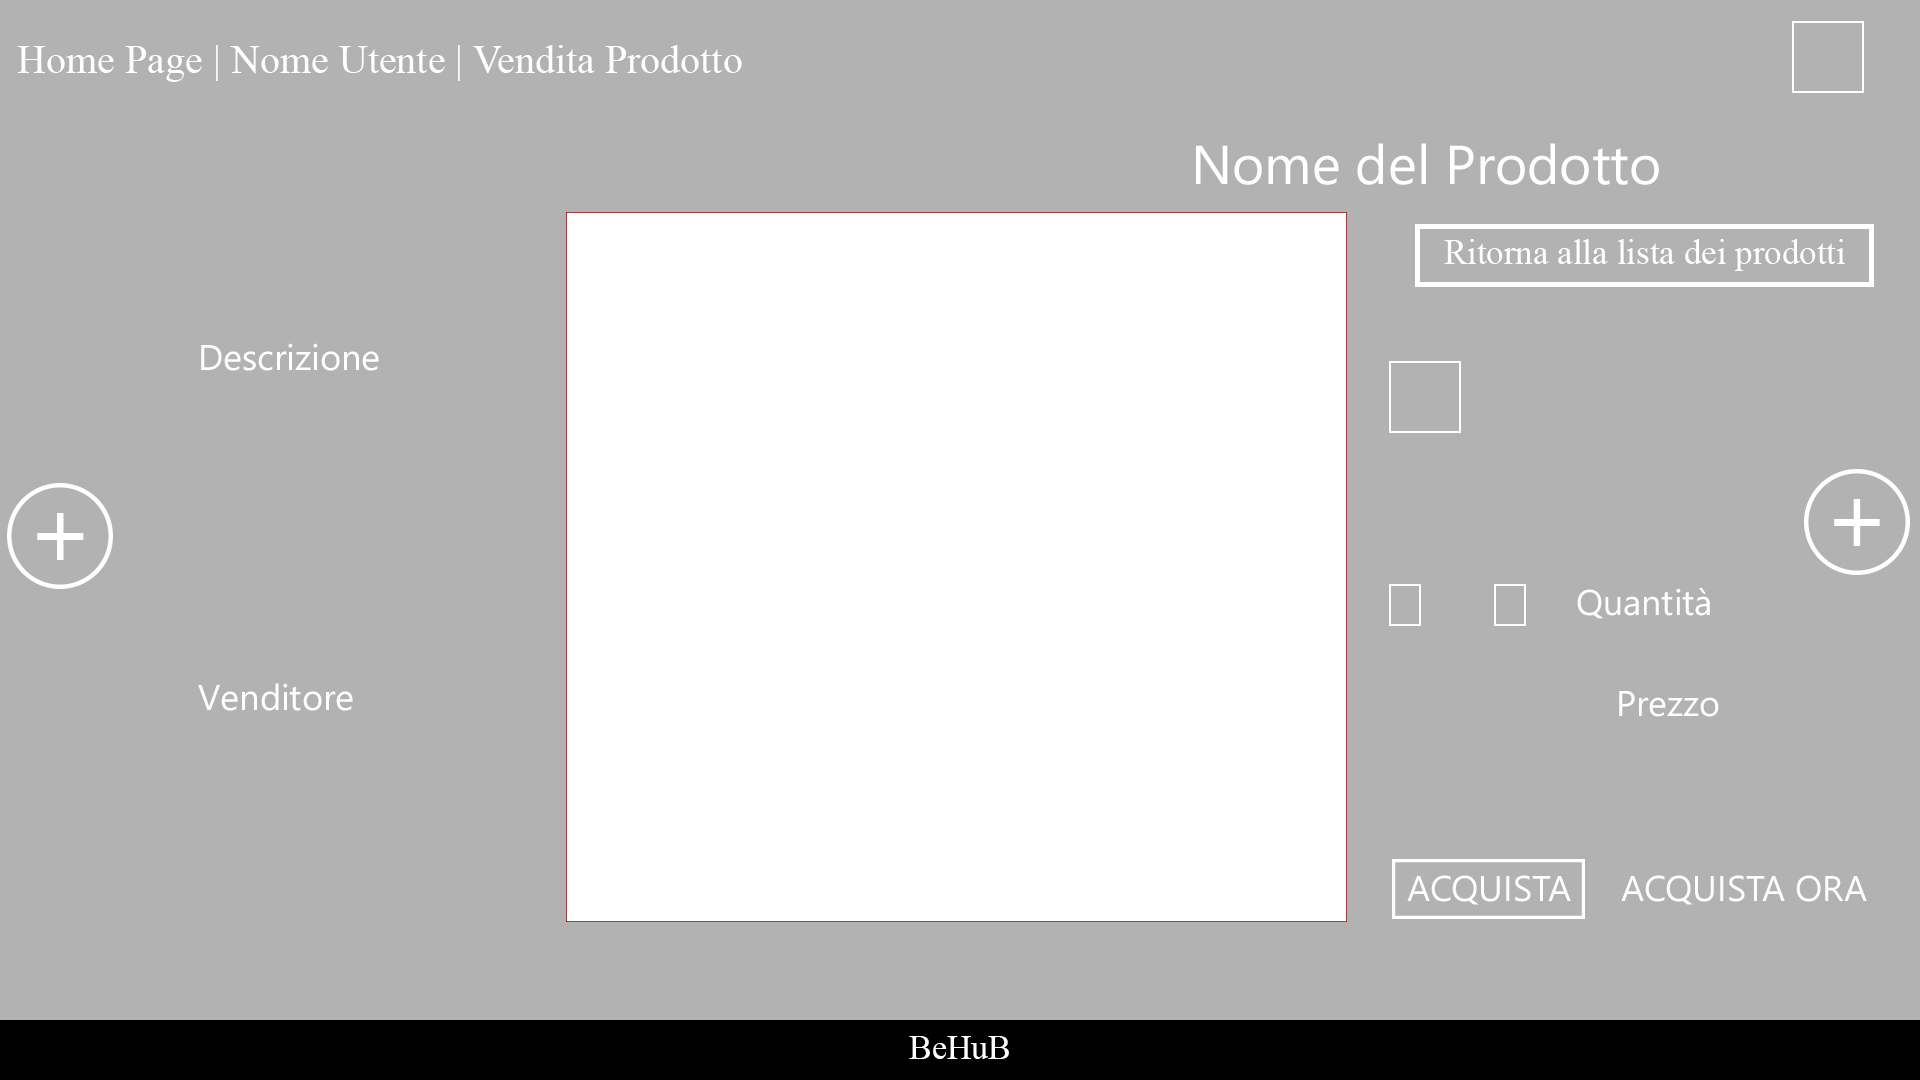 Home Page | Nome Utente | Vendita Prodotto
Nome del Prodotto
Ritorna alla lista dei prodotti
Descrizione
+
+
Quantità
Venditore
Prezzo
ACQUISTA
ACQUISTA ORA
BeHuB